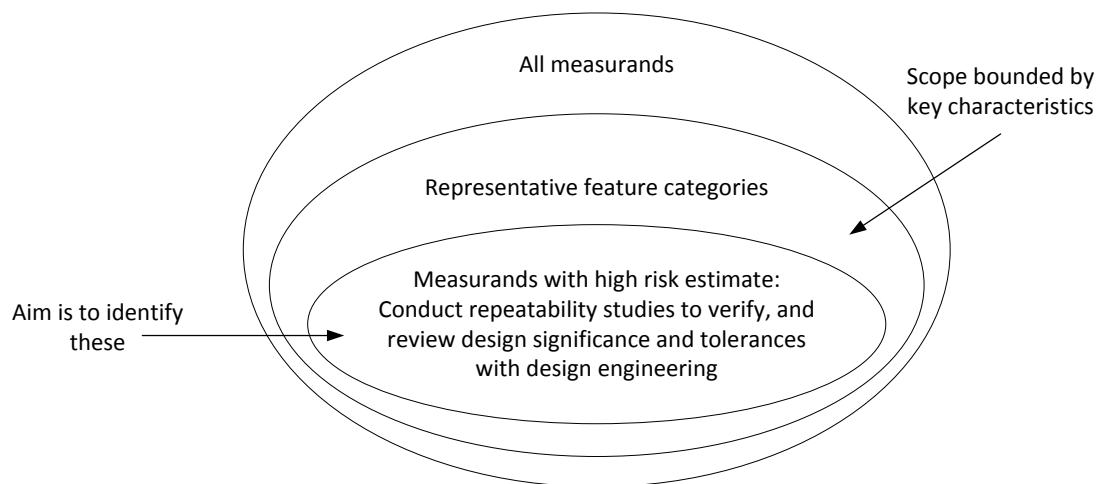 All measurands
Scope bounded by
key characteristics
Representative feature categories
Measurands with high risk estimate:
Conduct repeatability studies to verify, and
review design significance and tolerances
with design engineering
Aim is to identify
these